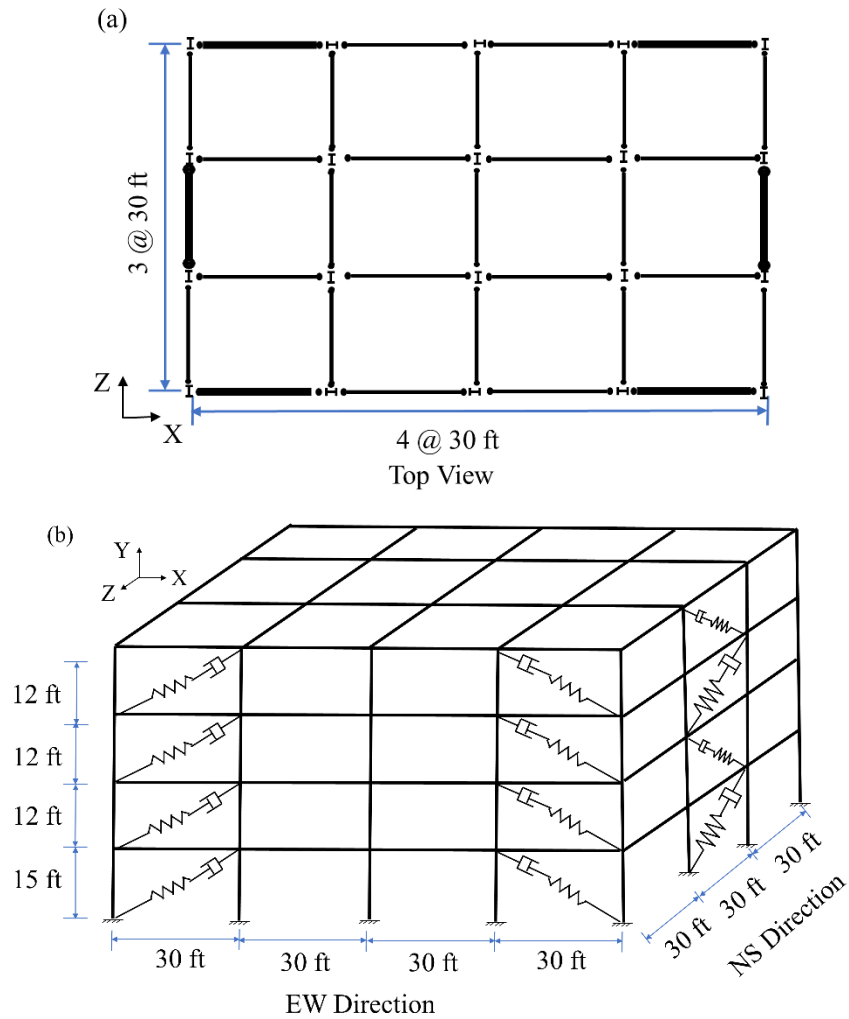 (a)
3 @ 30 ft
Z
X
4 @ 30 ft
Top View
(b)
Y
X
Z
12 ft
12 ft
12 ft
15 ft
30 ft
30 ft
30 ft
30 ft
30 ft
30 ft
30 ft
NS Direction
EW Direction